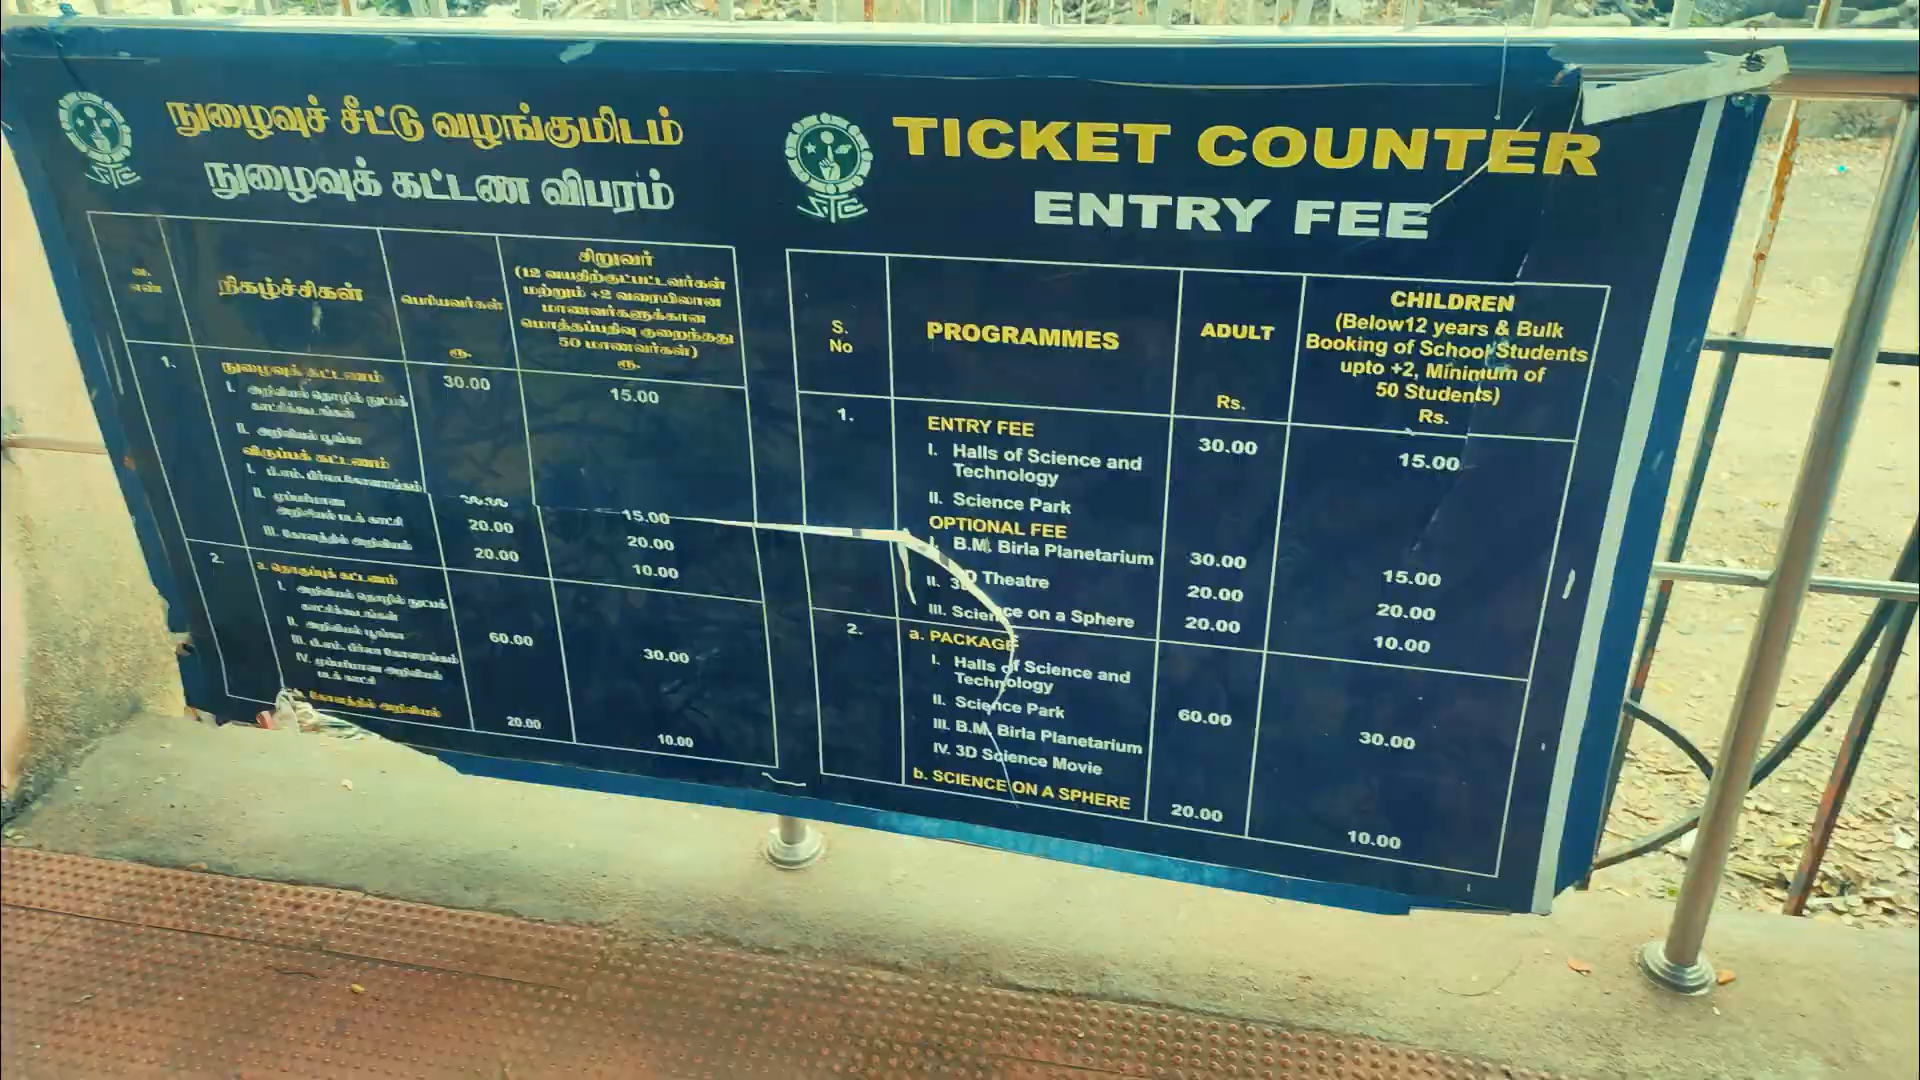 நுழைவுச் சீட்டு வழங்குமிடம்
நுழைவுக் கட்டண விபரம்
வ. எண்
நிகழ்ச்சிகள்
பெரியவர்கள்
ரூ.
சிறுவர்
(12 வயதிற்குட்பட்டவர்கள்
மற்றும் +2 வரையிலான
மாணவர்களுக்கான
மொத்தப்பதிவு குறைந்தது
50 மாணவர்கள்)
ரூ.
1.
நுழைவுக் கட்டணம்
30.00
15.00
I. அறிவியல் தொழில் நுட்பக்
காட்சிக்கூடங்கள்
II. அறிவியல் பூங்கா
விருப்பக் கட்டணம்
I. பி.எம். பிர்லா கோளரங்கம்
30.00
15.00
II. முப்பரிமாண
அறிவியல் படக் காட்சி
20.00
20.00
III. கோளத்தில் அறிவியல்
20.00
10.00
2.
a. தொகுப்புக் கட்டணம்
I. அறிவியல் தொழில் நுட்பக்
காட்சிக்கூடங்கள்
II. அறிவியல் பூங்கா
III. பி.எம். பிர்லா கோளரங்கம்
IV. முப்பரிமாண அறிவியல்
படக் காட்சி
60.00
30.00
கோளத்தில் அறிவியல்
20.00
10.00
TICKET COUNTER
ENTRY FEE
S.
No
PROGRAMMES
ADULT
Rs.
CHILDREN
(Below12 years & Bulk
Booking of School Students
upto +2, Minimum of
50 Students)
Rs.
1.
ENTRY FEE
30.00
15.00
I. Halls of Science and
Technology
II. Science Park
OPTIONAL FEE
I. B.M. Birla Planetarium
30.00
15.00
II. 3D Theatre
20.00
20.00
III. Science on a Sphere
20.00
10.00
2.
a. PACKAGE
I. Halls of Science and
Technology
II. Science Park
III. B.M. Birla Planetarium
IV. 3D Science Movie
60.00
30.00
b. SCIENCE ON A SPHERE
20.00
10.00